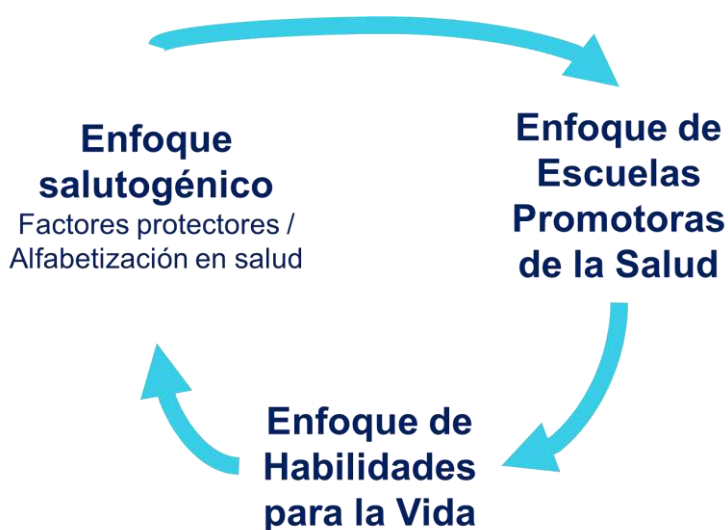 Enfoque
salutogénico
Factores protectores /
Alfabetización en salud
Enfoque de
Escuelas
Promotoras
de la Salud
Enfoque de
Habilidades
para la Vida